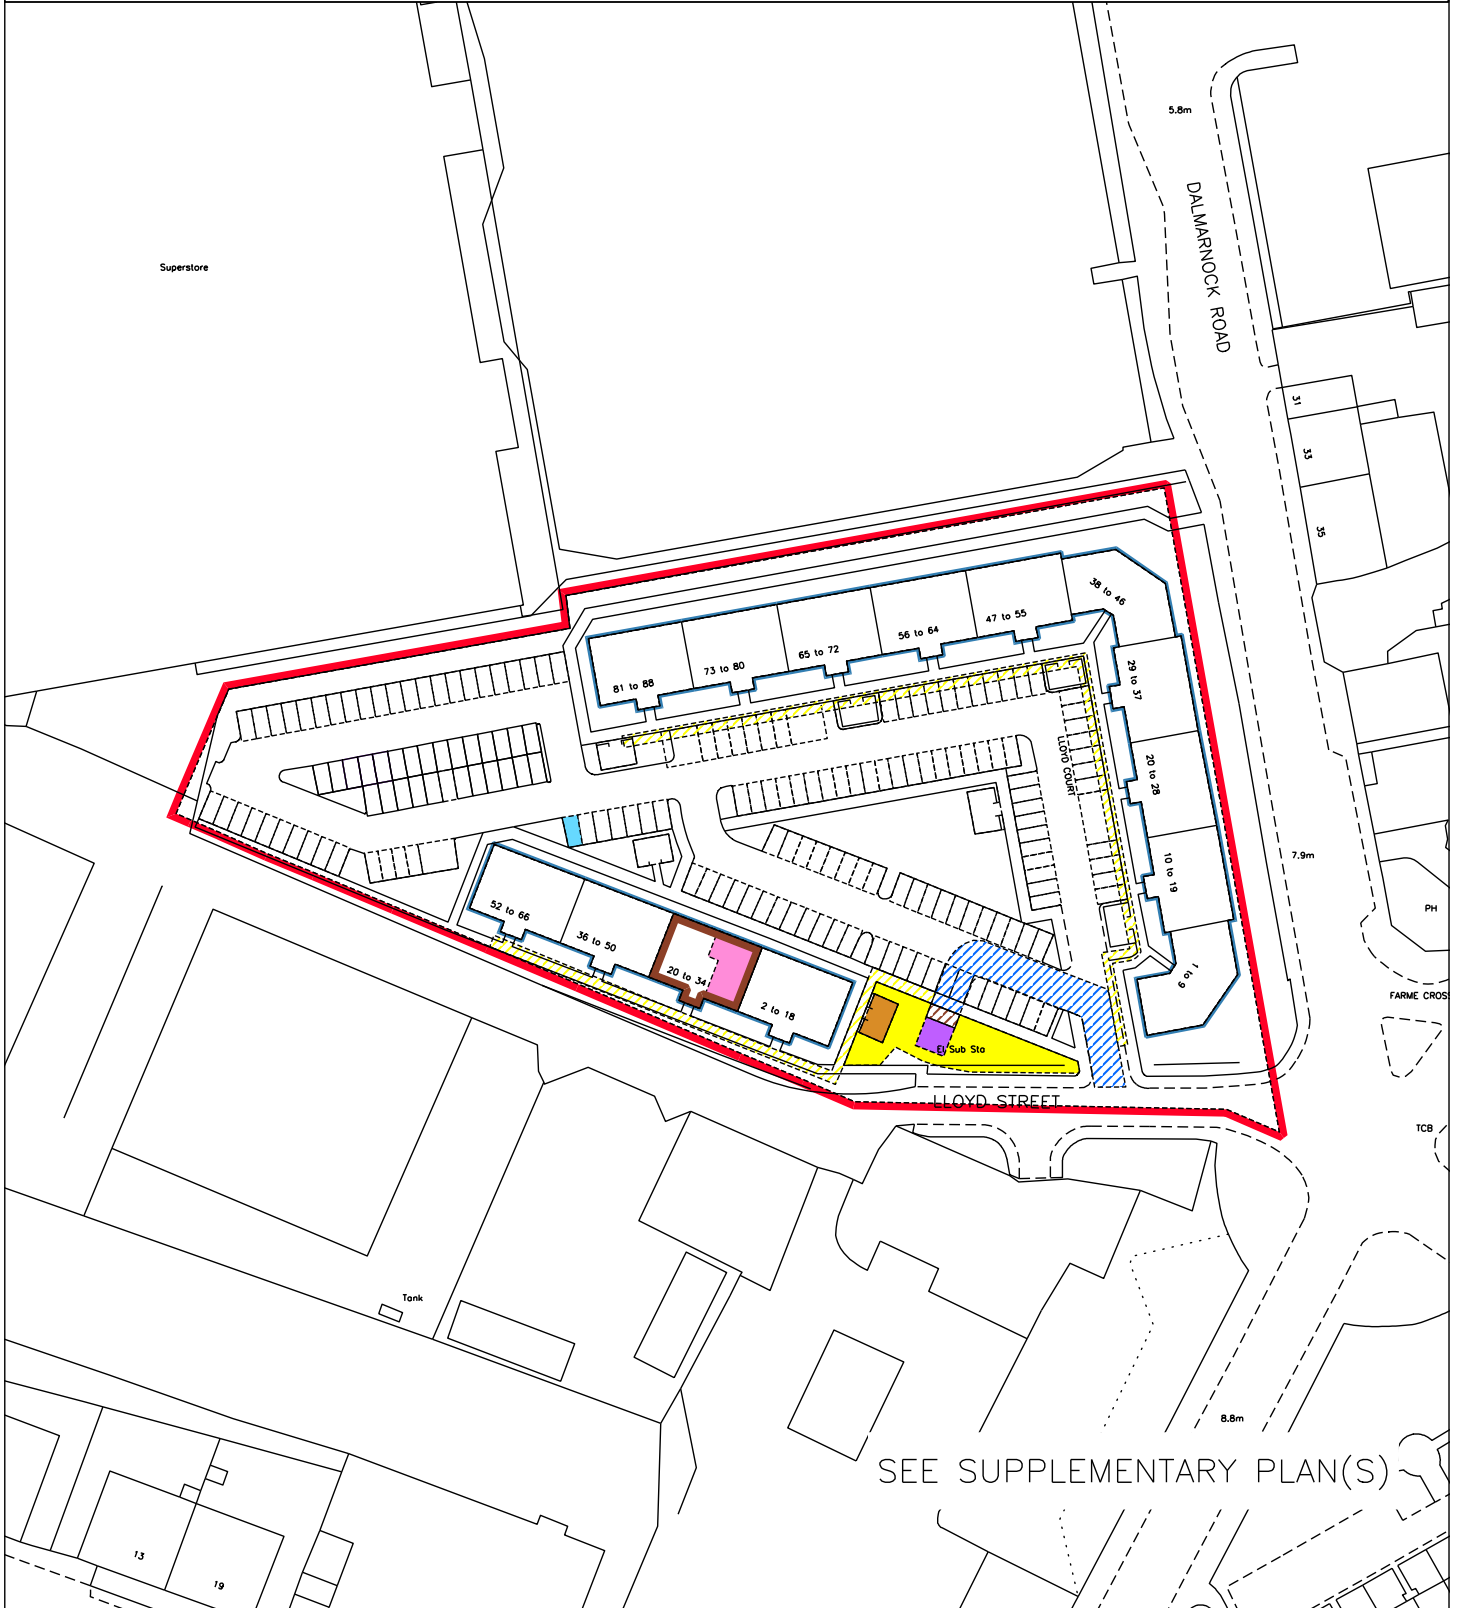 5.8m
DALMARNOCK ROAD
Superstore
31
33
35
38 to 46
47 to 55
56 to 64
65 to 72
73 to 80
81 to 88
29 to 37
LLOYD COURT
20 to 28
10 to 19
7.9m
PH
52 to 66
36 to 50
20 to 34
2 to 18
1 to 9
FARME CROS
El Sub Sta
LLOYD STREET
TCB
Tank
8.8m
SEE SUPPLEMENTARY PLAN(S)
13
19